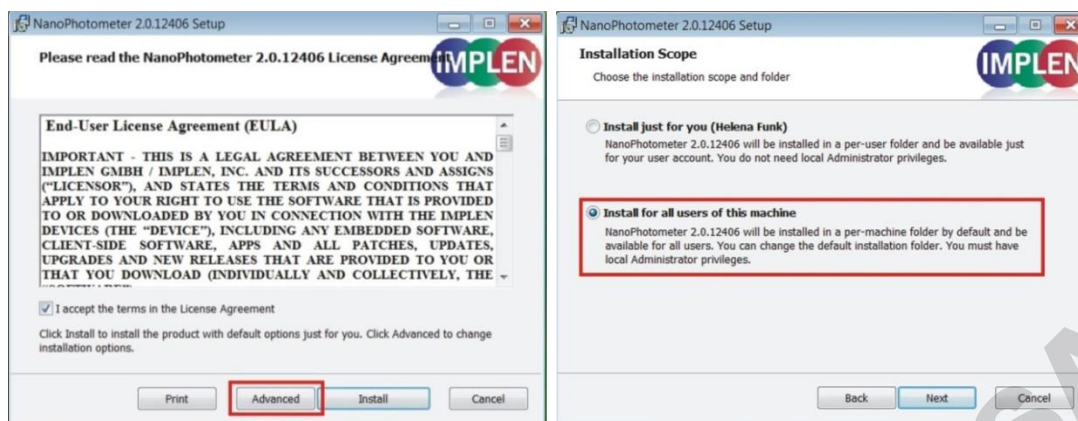 NanoPhotometer 2.0.12406 Setup
Please read the NanoPhotometer 2.0.12406 License Agreement
IMPLEN
End-User License Agreement (EULA)
IMPORTANT - THIS IS A LEGAL AGREEMENT BETWEEN YOU AND
IMPLEN GMBH / IMPLEN, INC. AND ITS SUCCESSORS AND ASSIGNS
("LICENSOR"), AND STATES THE TERMS AND CONDITIONS THAT
APPLY TO YOUR RIGHT TO USE THE SOFTWARE THAT IS PROVIDED
TO OR DOWNLOADED BY YOU IN CONNECTION WITH THE IMPLEN
DEVICES (THE "DEVICE"), INCLUDING ANY EMBEDDED SOFTWARE,
CLIENT-SIDE SOFTWARE, APPS AND ALL PATCHES, UPDATES,
UPGRADES AND NEW RELEASES THAT ARE PROVIDED TO YOU OR
THAT YOU DOWNLOAD (INDIVIDUALLY AND COLLECTIVELY, THE
I accept the terms in the License Agreement
Click Install to install the product with default options just for you. Click Advanced to change
installation options.
Print Advanced Install Cancel
NanoPhotometer 2.0.12406 Setup
Installation Scope
Choose the installation scope and folder
IMPLEN
Install just for you (Helena Funk)
NanoPhotometer 2.0.12406 will be installed in a per-user folder and be available just
for your user account. You do not need local Administrator privileges.
Install for all users of this machine
NanoPhotometer 2.0.12406 will be installed in a per-machine folder by default and be
available for all users. You can change the default installation folder. You must have
local Administrator privileges.
Back Next Cancel